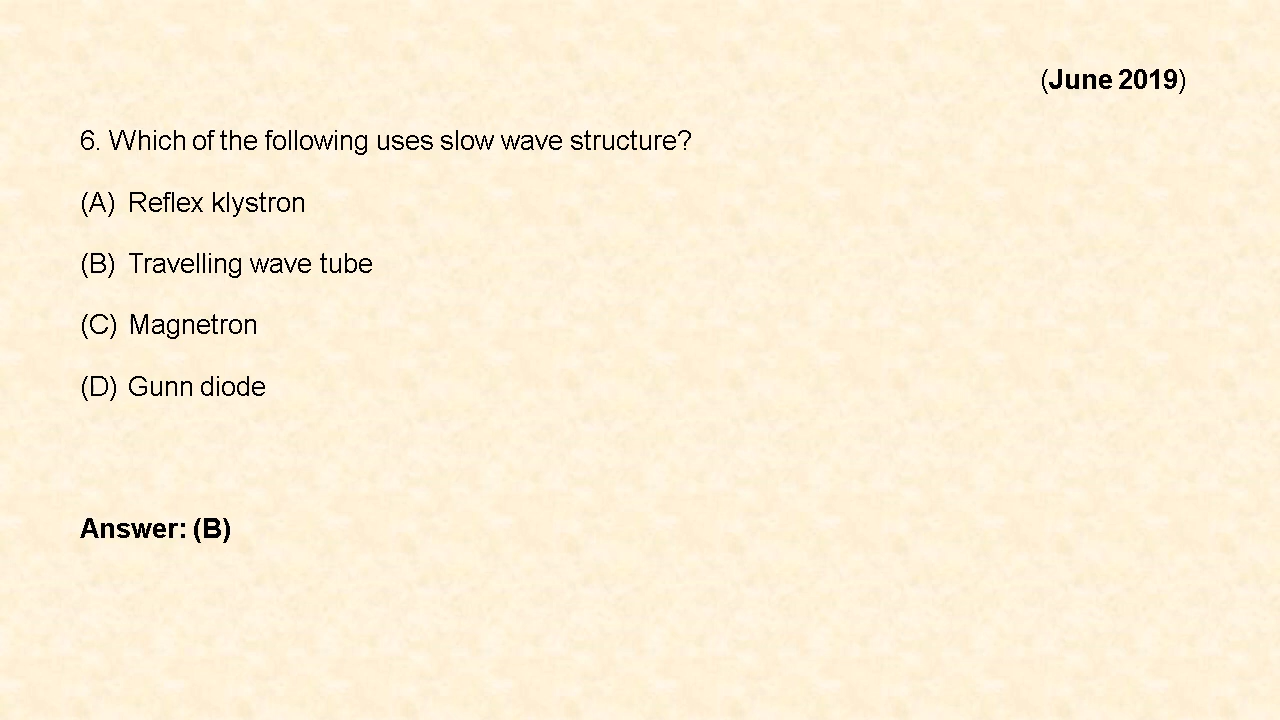 (June 2019)
6. Which of the following uses slow wave structure?
(A) Reflex klystron
(B) Travelling wave tube
(C) Magnetron
(D) Gunn diode
Answer: (B)